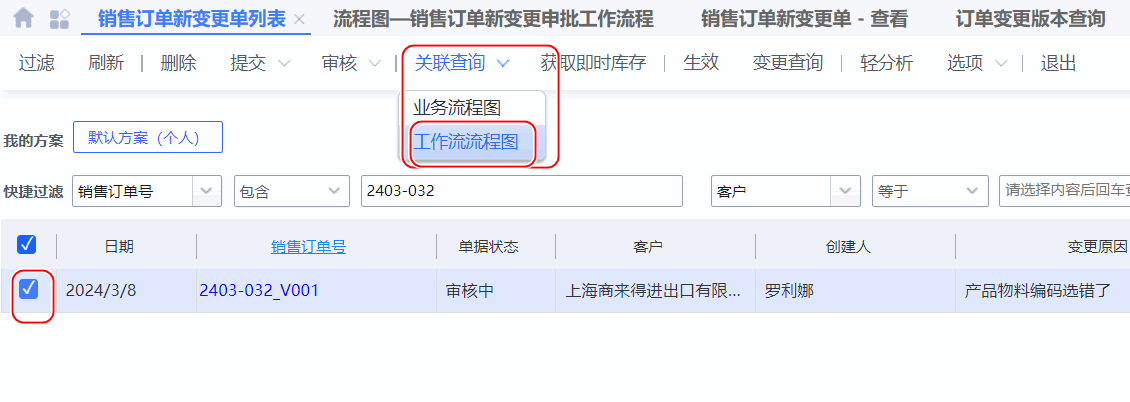 销售订单新变更单列表 流程图—销售订单新变更申批工作流程 销售订单新变更单 - 查看 订单变更版本查询
过滤 刷新 | 删除 提交 审核 | 关联查询 获取即时库存 | 生效 变更查询 | 轻分析 选项 | 退出
业务流程图
我的方案 默认方案（个人） 工作流流程图
快捷过滤 销售订单号 包含 2403-032 客户 等于 请选择内容后回车
日期 销售订单号 单据状态 客户 创建人 变更原因
2024/3/8 2403-032_V001 审核中 上海商来得进出口有限... 罗利娜 产品物料编码选错了